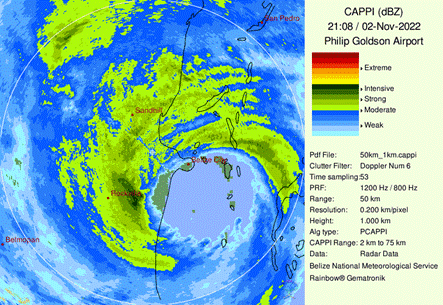 San Pedro
Sandhill
Belize City
Belmopan
CAPPI (dBZ)
21:08 / 02-Nov-2022
Philip Goldson Airport
Extreme
Intensive
Strong
Moderate
Weak
Pdf File: 50km_1km.cappi
Clutter Filter: Doppler Num 6
Time sampling:53
PRF: 1200 Hz / 800 Hz
Range: 50 km
Resolution: 0.200 km/pixel
Height: 1.000 km
Alg type: PCAPPI
CAPPI Range: 2 km to 75 km
Data: Radar Data
Belize National Meteorological Service
Rainbow® Gematronik